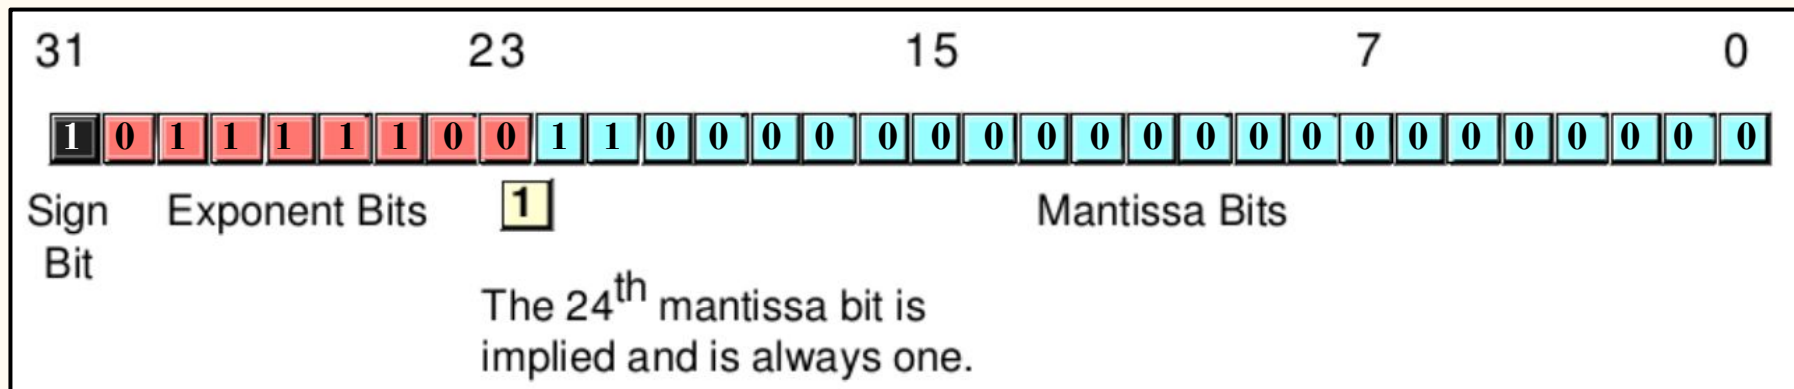 31 23 15 7 0
1 0 1 1 1 1 1 0 0 1 1 0 0 0 0 0 0 0 0 0 0 0 0 0 0 0 0 0 0 0 0 0
Sign Exponent Bits 1 Mantissa Bits
Bit
The 24th mantissa bit is
implied and is always one.